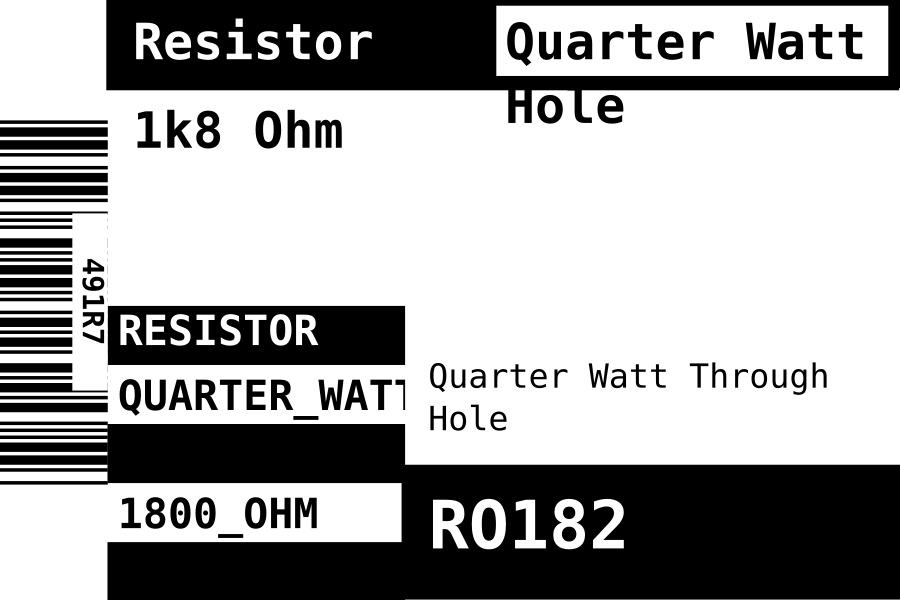 Resistor
Quarter Watt
Hole
1k8 Ohm
491R7
RESISTOR
QUARTER_WATT
1800_OHM
Quarter Watt Through
Hole
RO182